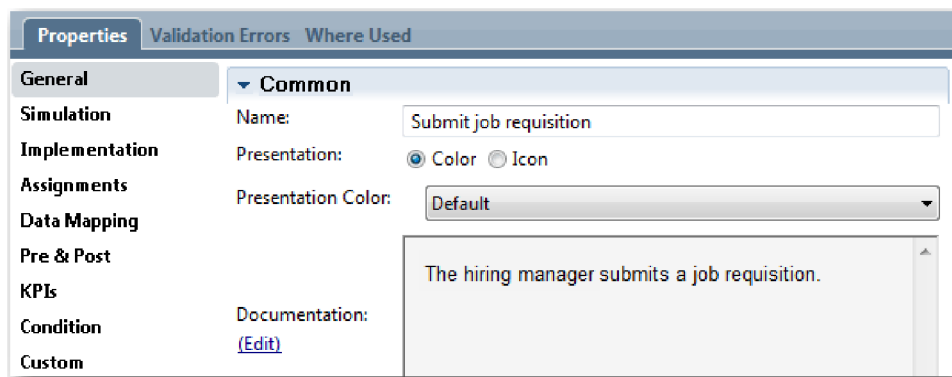 Properties Validation Errors Where Used
General
Simulation
Implementation
Assignments
Data Mapping
Pre & Post
KPIs
Condition
Custom
Common
Name: Submit job requisition
Presentation: Color Icon
Presentation Color: Default
Documentation: The hiring manager submits a job requisition.
(Edit)